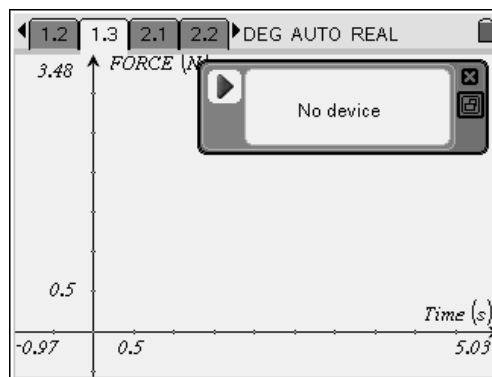 1.2 1.3 2.1 2.2 DEG AUTO REAL
3.48 FORCE (N)
No device
0.5
Time (s)
-0.97 0.5 5.03